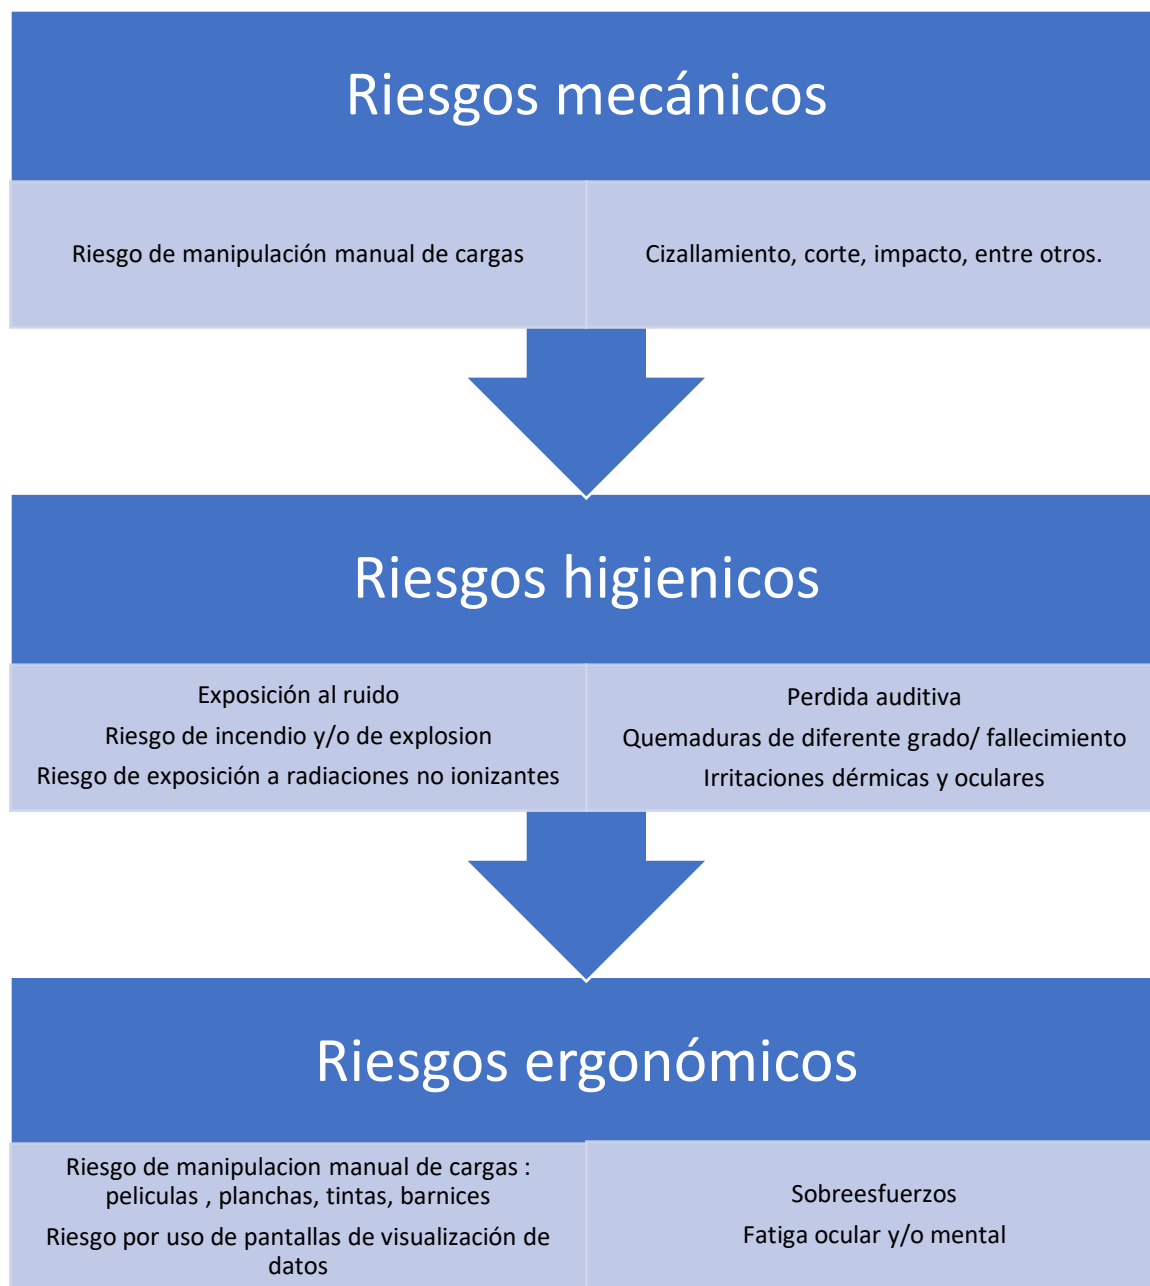 Riesgos mecánicos
Riesgo de manipulación manual de cargas
Cizallamiento, corte, impacto, entre otros.
Riesgos higienicos
Exposición al ruido
Riesgo de incendio y/o de explosion
Riesgo de exposición a radiaciones no ionizantes
Perdida auditiva
Quemaduras de diferente grado/ fallecimiento
Irritaciones dérmicas y oculares
Riesgos ergonómicos
Riesgo de manipulacion manual de cargas :
peliculas , planchas, tintas, barnices
Riesgo por uso de pantallas de visualización de
datos
Sobreesfuerzos
Fatiga ocular y/o mental